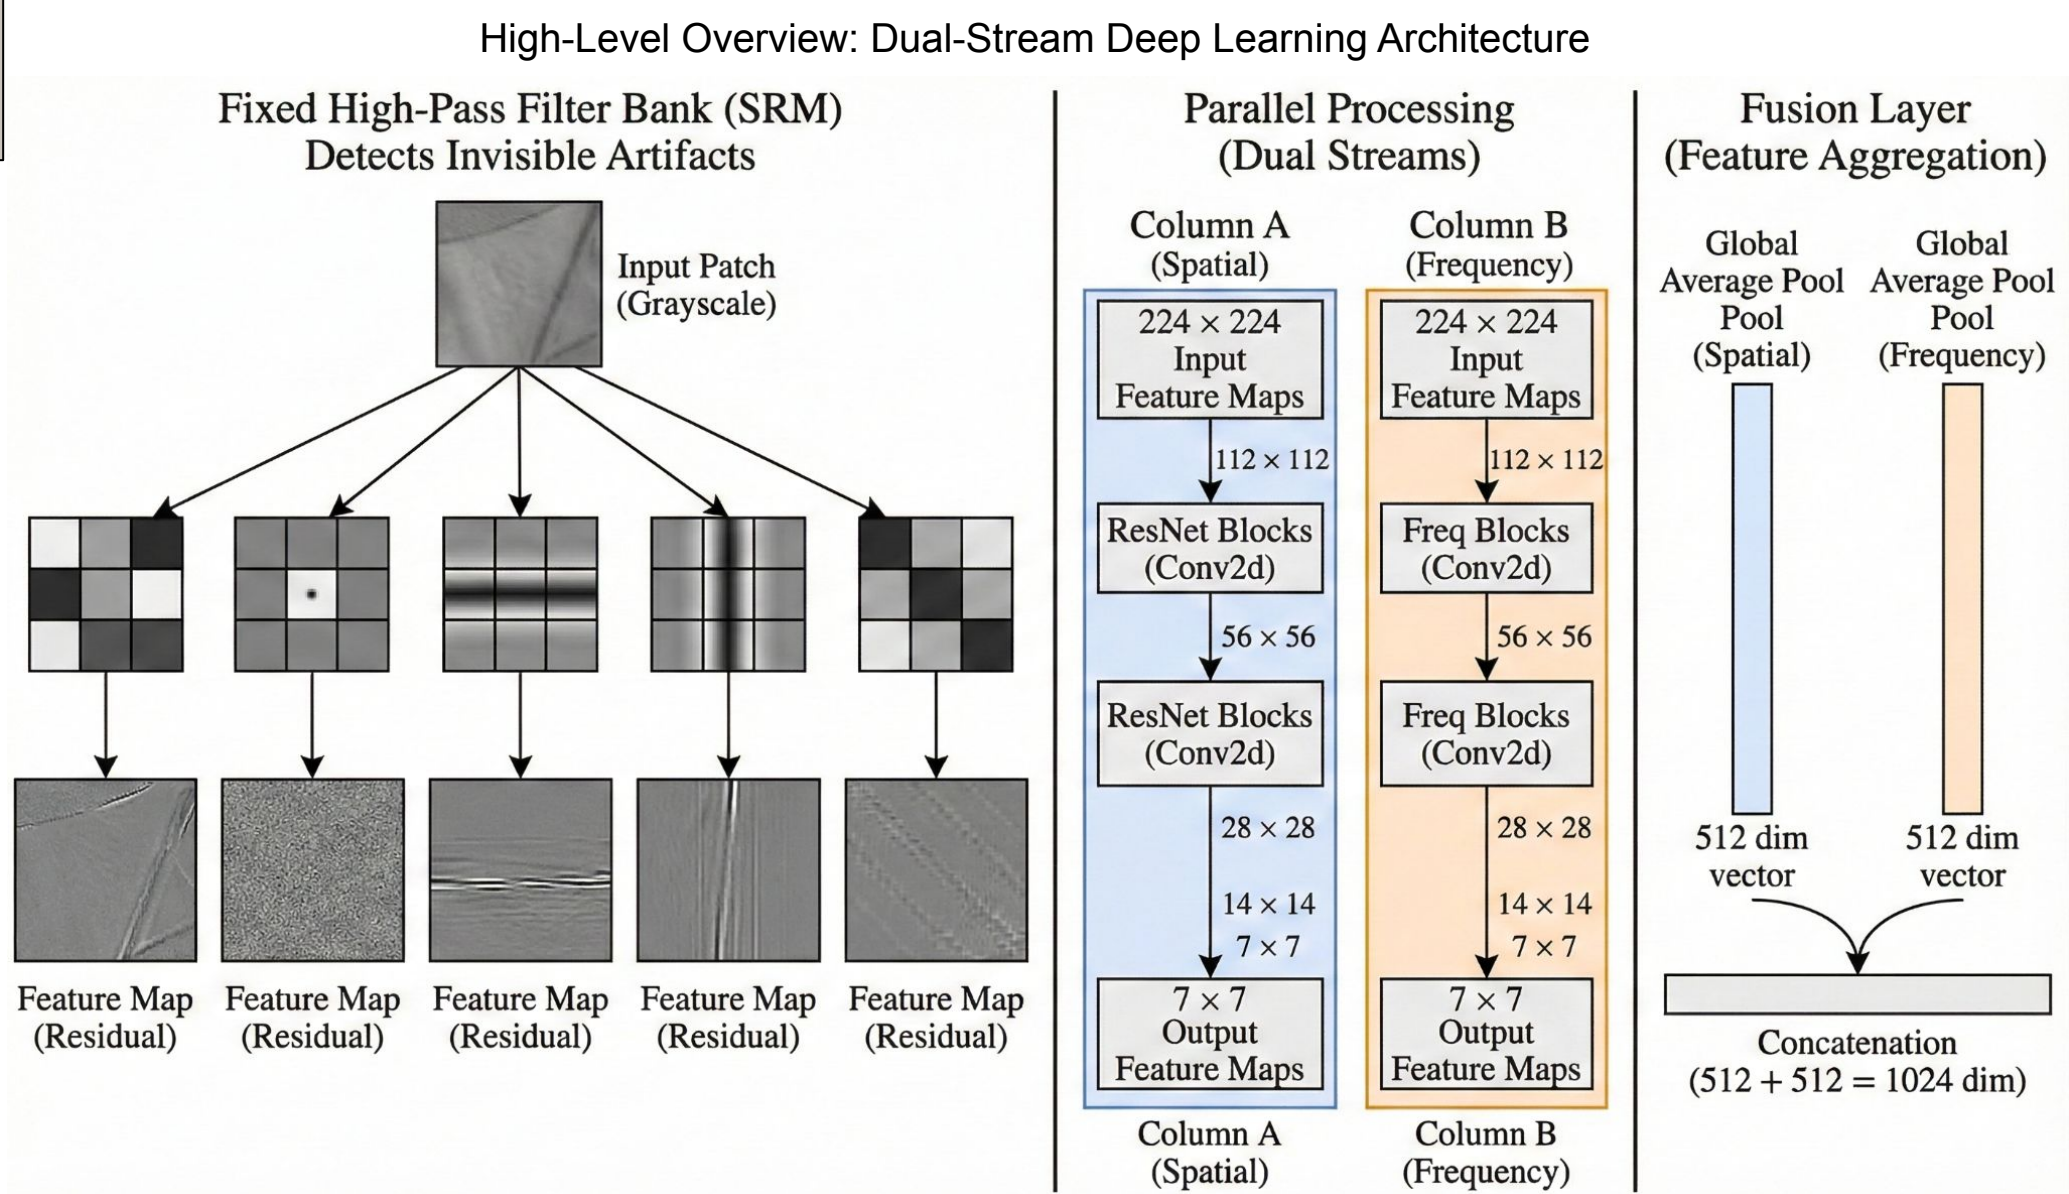 High-Level Overview: Dual-Stream Deep Learning Architecture
Fixed High-Pass Filter Bank (SRM)
Detects Invisible Artifacts
Input Patch
(Grayscale)
Feature Map
(Residual)
Feature Map
(Residual)
Feature Map
(Residual)
Feature Map
(Residual)
Feature Map
(Residual)
Parallel Processing
(Dual Streams)
Column A
(Spatial)
224 × 224
Input
Feature Maps
112 × 112
ResNet Blocks
(Conv2d)
56 × 56
ResNet Blocks
(Conv2d)
28 × 28
14 × 14
7 × 7
7 × 7
Output
Feature Maps
Column A
(Spatial)
Column B
(Frequency)
224 × 224
Input
Feature Maps
112 × 112
Freq Blocks
(Conv2d)
56 × 56
Freq Blocks
(Conv2d)
28 × 28
14 × 14
7 × 7
7 × 7
Output
Feature Maps
Column B
(Frequency)
Fusion Layer
(Feature Aggregation)
Global
Average Pool
Pool
(Spatial)
512 dim
vector
Global
Average Pool
Pool
(Frequency)
512 dim
vector
Concatenation
(512 + 512 = 1024 dim)